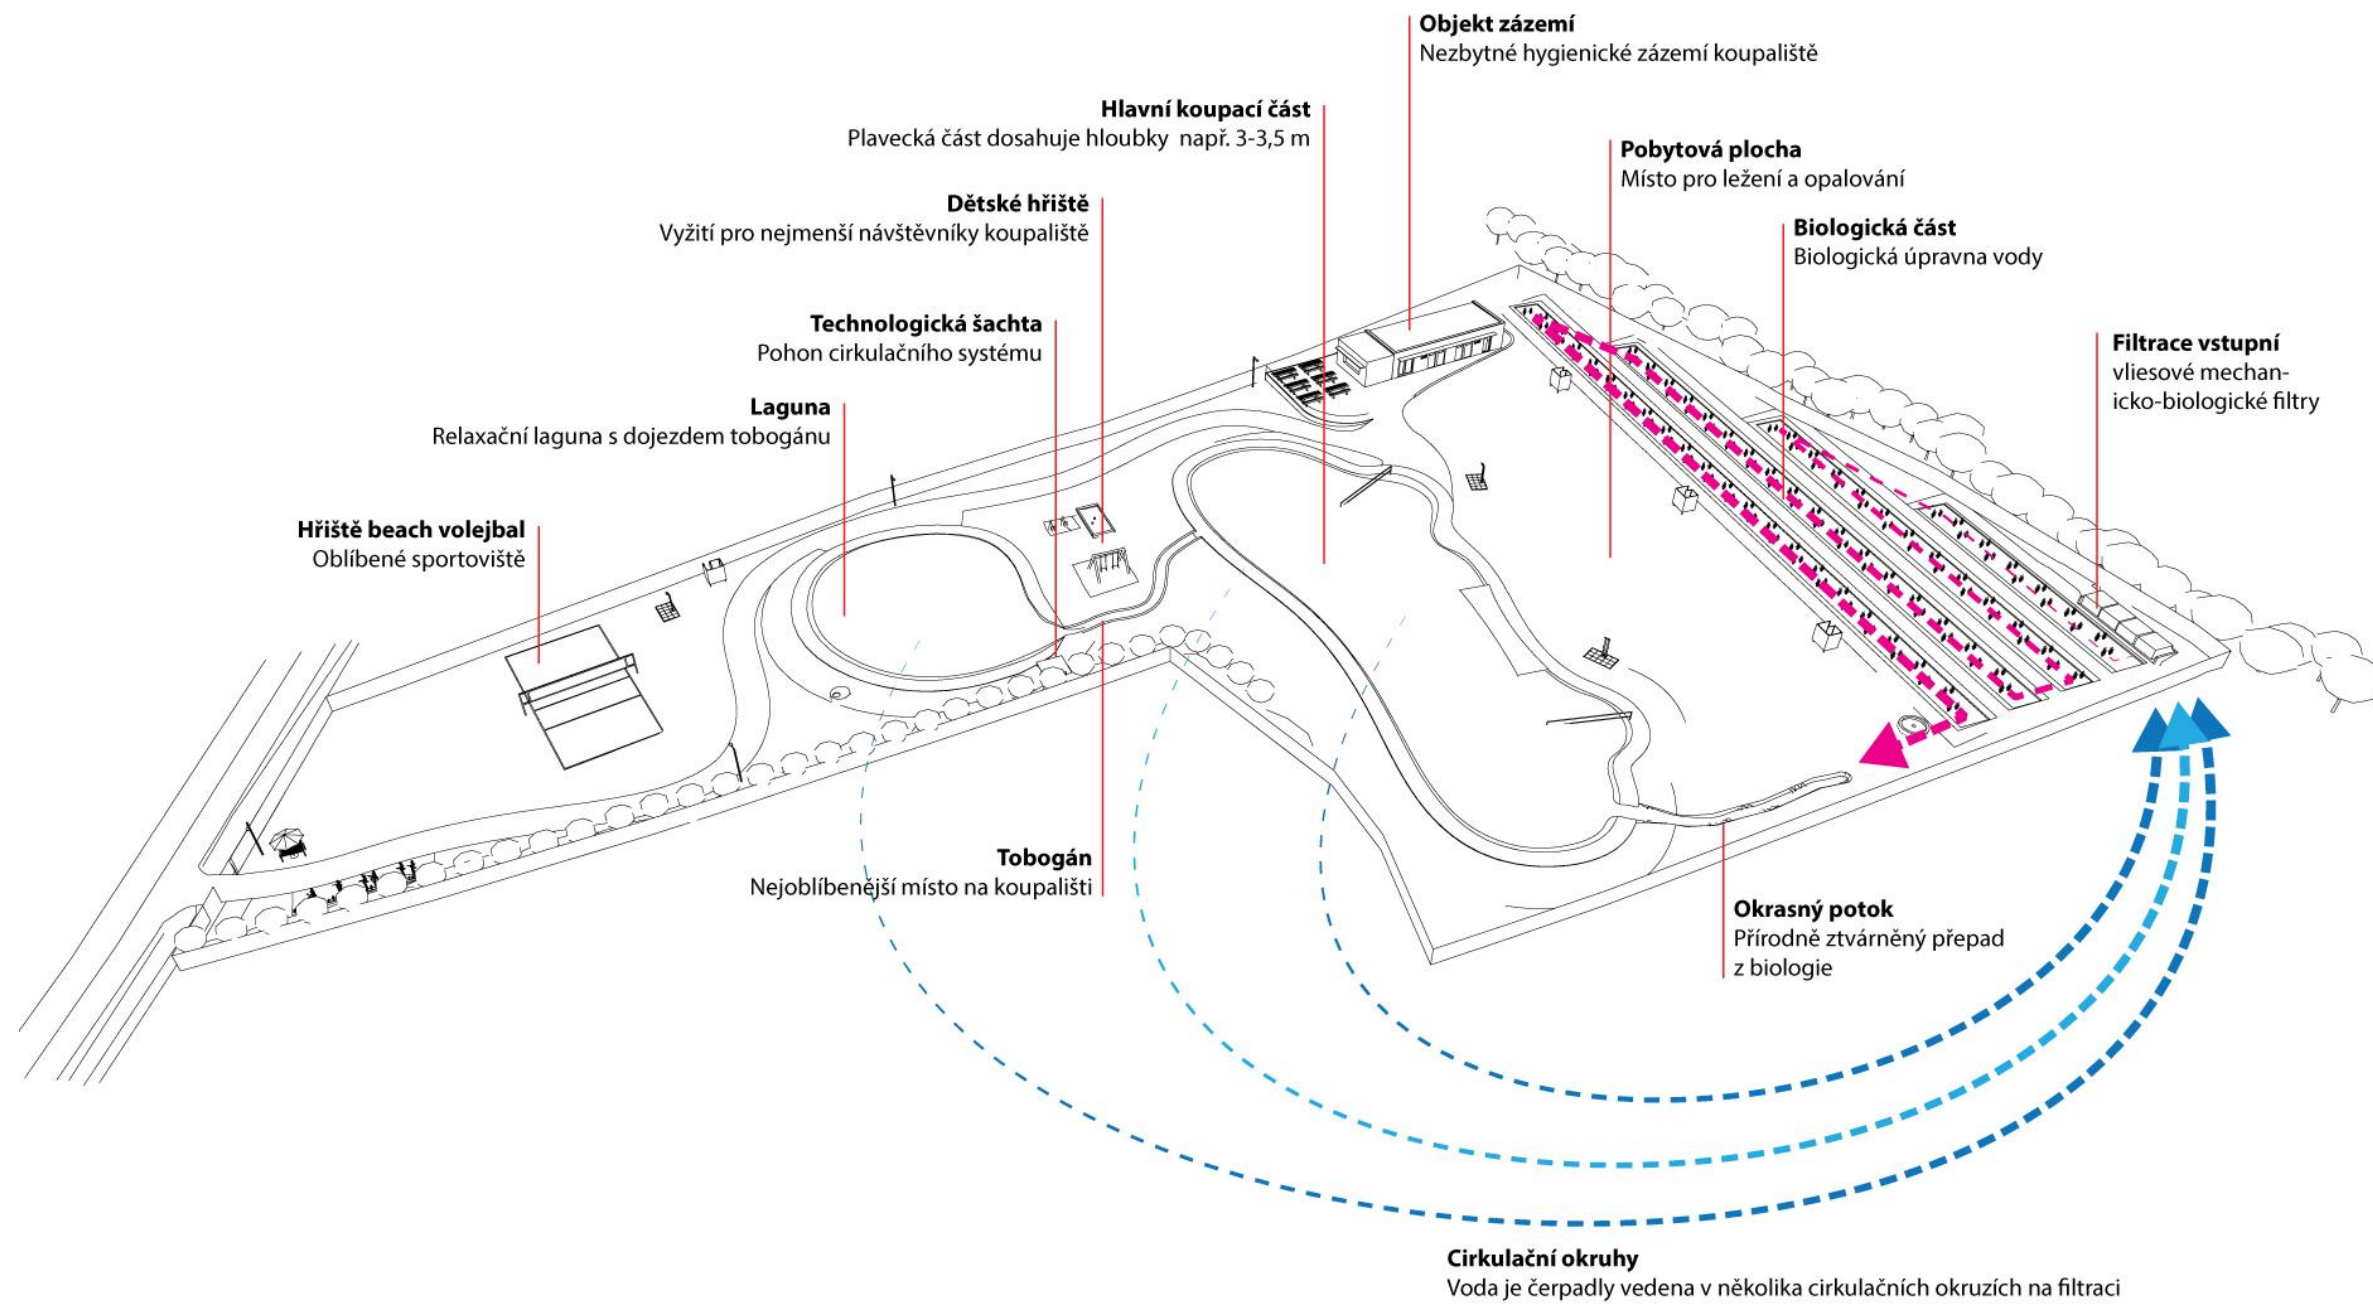 Objekt zázemí
Nezbytné hygienické zázemí koupaliště
Hlavní koupací část
Plavecká část dosahuje hloubky  např. 3-3,5 m
Pobytová plocha
Místo pro ležení a opalování
Dětské hřiště
Vyžití pro nejmenší návštěvníky koupaliště
Biologická část
Biologická úpravna vody
Technologická šachta
Pohon cirkulačního systému
Filtrace vstupní
vliesové mechan-
icko-biologické filtry
Laguna
Relaxační laguna s dojezdem tobogánu
Hřiště beach volejbal
Oblíbené sportoviště
Tobogán
Nejoblíbenější místo na koupališti
Okrasný potok
Přírodně ztvárněný přepad
z biologie
Cirkulační okruhy
Voda je čerpadly vedena v několika cirkulačních okruzích na filtraci